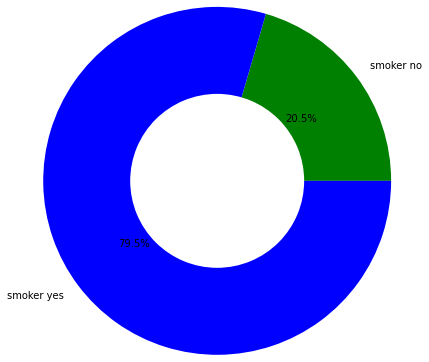 smoker no
20.5%
79.5%
smoker yes